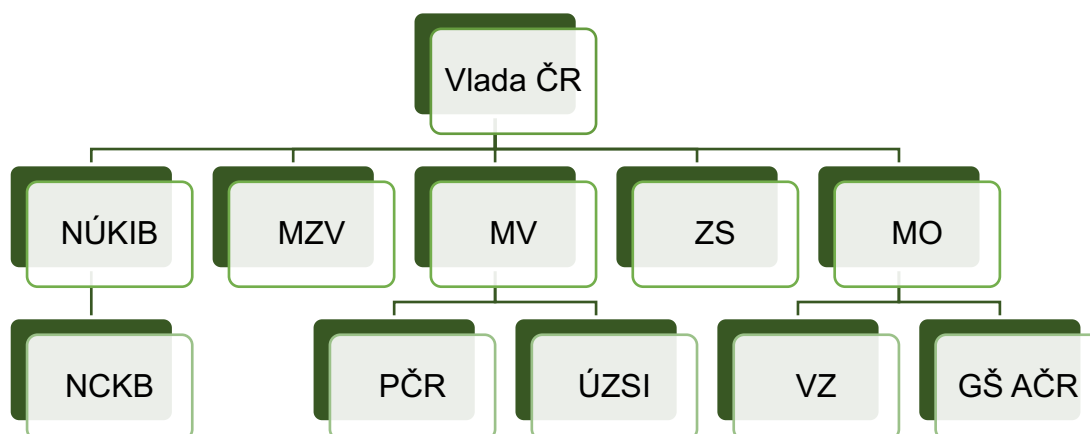 Vlada ČR
NÚKIB
MZV
MV
ZS
MO
NCKB
PČR
ÚZSI
VZ
GŠ AČR